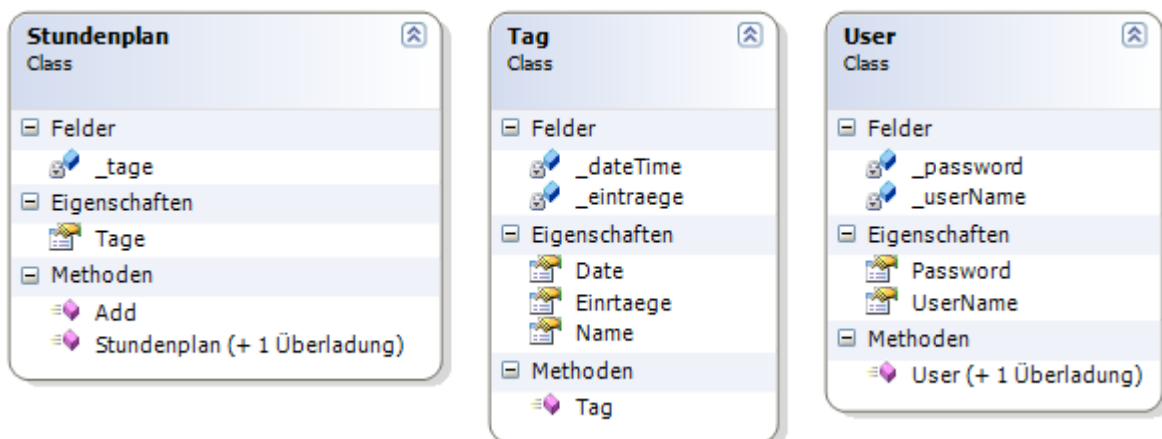 Stundenplan
Class
Felder
_tage
Eigenschaften
Tage
Methoden
Add
Stundenplan (+ 1 Überladung)
Tag
Class
Felder
_dateTime
_eintraege
Eigenschaften
Date
Einrtaege
Name
Methoden
Tag
User
Class
Felder
_password
_userName
Eigenschaften
Password
UserName
Methoden
User (+ 1 Überladung)